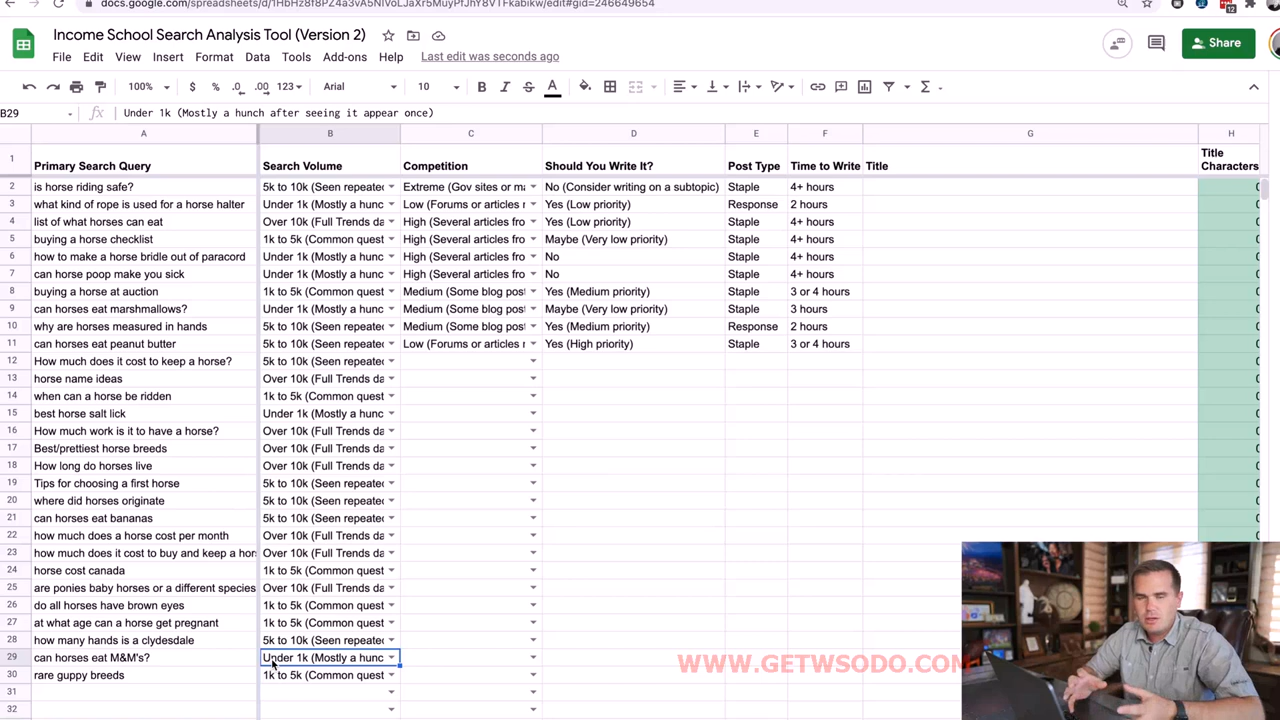 docs.google.com/spreadsheets/d/1HbHz8f8PZ4a3vA5NIVoLJaXr5MuyPfJhY8VTFkabikw/edit#gid=246649654
Income School Search Analysis Tool (Version 2)
File Edit View Insert Format Data Tools Add-ons Help Last edit was seconds ago
Share
100% $ % .0 .00 123 Arial 10 B I S A
B29 fx Under 1k (Mostly a hunch after seeing it appear once)
A B C D E F G H
1 Primary Search Query Search Volume Competition Should You Write It? Post Type Time to Write Title Title Characters
2 is horse riding safe? 5k to 10k (Seen repeated Extreme (Gov sites or ma No (Consider writing on a subtopic) Staple 4+ hours
3 what kind of rope is used for a horse halter Under 1k (Mostly a hunc Low (Forums or articles r Yes (Low priority) Response 2 hours
4 list of what horses can eat Over 10k (Full Trends da High (Several articles fro Yes (Low priority) Staple 4+ hours
5 buying a horse checklist 1k to 5k (Common quest High (Several articles fro Maybe (Very low priority) Staple 4+ hours
6 how to make a horse bridle out of paracord Under 1k (Mostly a hunc High (Several articles fro No Staple 4+ hours
7 can horse poop make you sick Under 1k (Mostly a hunc High (Several articles fro No Staple 4+ hours
8 buying a horse at auction 1k to 5k (Common quest Medium (Some blog post Yes (Medium priority) Staple 3 or 4 hours
9 can horses eat marshmallows? Under 1k (Mostly a hunc Medium (Some blog post Maybe (Very low priority) Staple 3 hours
10 why are horses measured in hands 5k to 10k (Seen repeated Medium (Some blog post Yes (Medium priority) Response 2 hours
11 can horses eat peanut butter 5k to 10k (Seen repeated Low (Forums or articles r Yes (High priority) Staple 3 or 4 hours
12 How much does it cost to keep a horse? 5k to 10k (Seen repeated
13 horse name ideas Over 10k (Full Trends da
14 when can a horse be ridden 1k to 5k (Common quest
15 best horse salt lick Under 1k (Mostly a hunc
16 How much work is it to have a horse? Over 10k (Full Trends da
17 Best/prettiest horse breeds Over 10k (Full Trends da
18 How long do horses live Over 10k (Full Trends da
19 Tips for choosing a first horse 5k to 10k (Seen repeated
20 where did horses originate 5k to 10k (Seen repeated
21 can horses eat bananas 5k to 10k (Seen repeated
22 how much does a horse cost per month Over 10k (Full Trends da
23 how much does it cost to buy and keep a hors Over 10k (Full Trends da
24 horse cost canada 1k to 5k (Common quest
25 are ponies baby horses or a different species Over 10k (Full Trends da
26 do all horses have brown eyes 1k to 5k (Common quest
27 at what age can a horse get pregnant 1k to 5k (Common quest
28 how many hands is a clydesdale 5k to 10k (Seen repeated
29 can horses eat M&M's? Under 1k (Mostly a hunc
30 rare guppy breeds 1k to 5k (Common quest
31
32
WWW.GETWSODO.COM